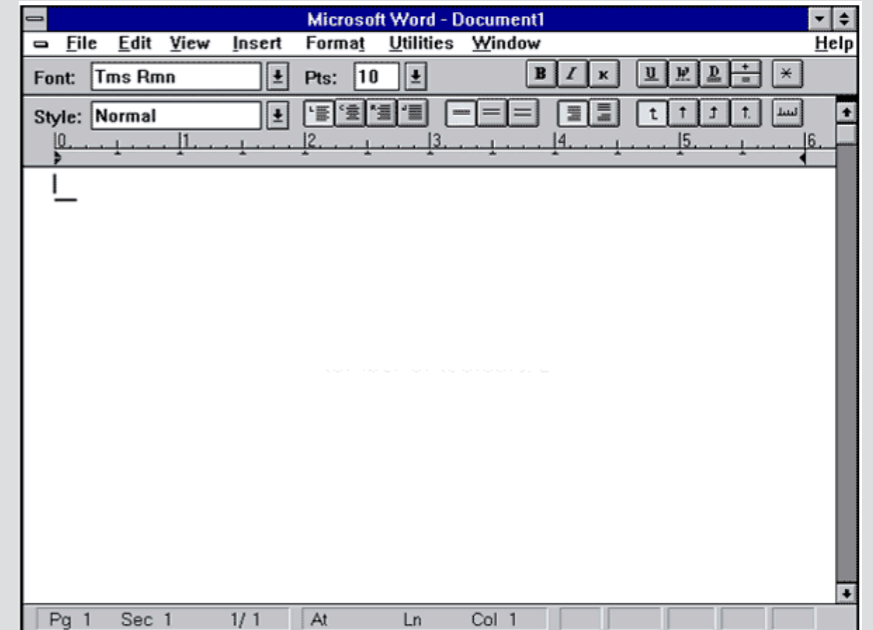 Microsoft Word - Document1
File Edit View Insert Format Utilities Window Help
Font: Tms Rmn Pts: 10 B I K U W D
Style: Normal
0 1 2 3 4 5 6
Pg 1 Sec 1 1/1 At Ln Col 1